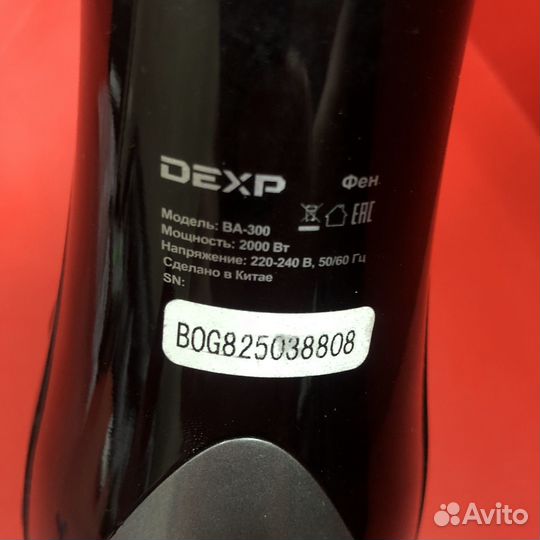 DEXP Фен
Модель: BA-300
EAC
Мощность: 2000 Вт
Напряжение: 220-240 В, 50/60 Гц
Сделано в Китае
SN:
BOG825038808
Avito